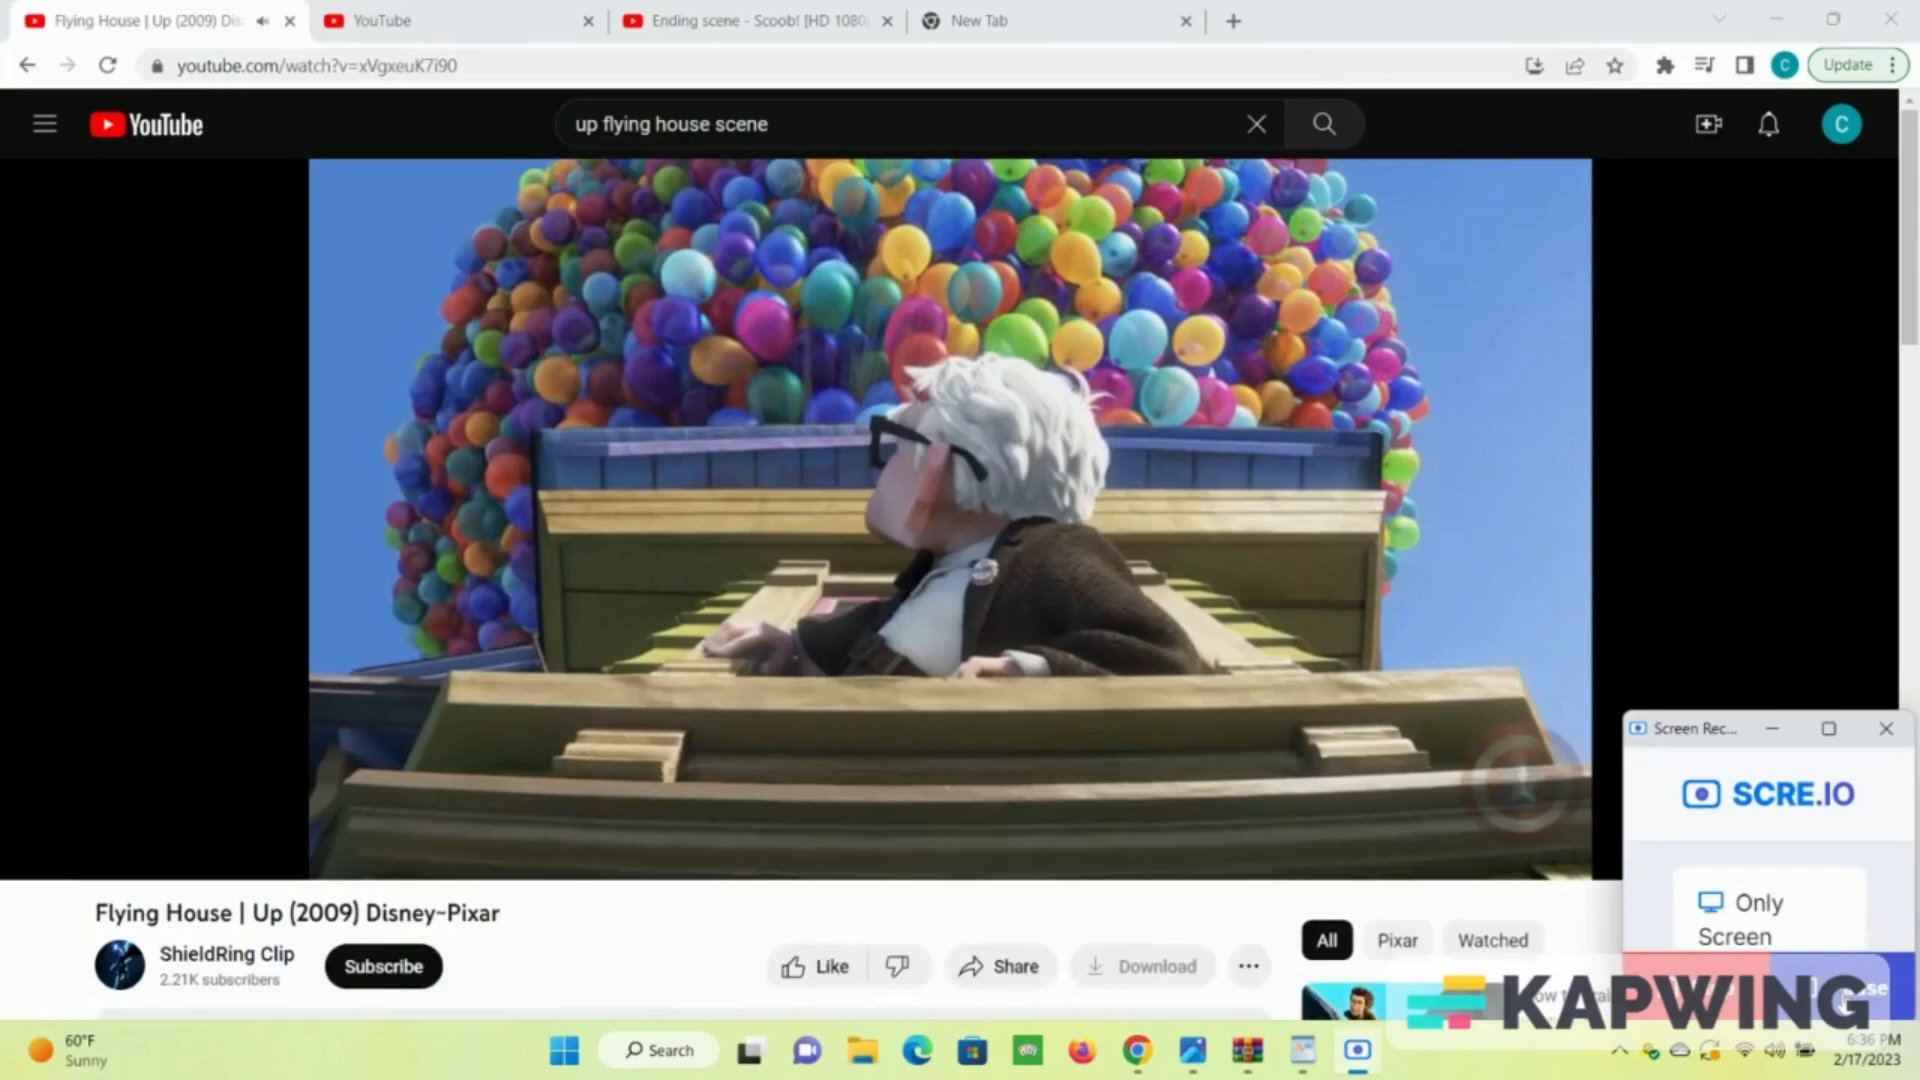 Flying House | Up (2009) Dis
YouTube
Ending scene - Scoob! [HD 1080p
New Tab
youtube.com/watch?v=xVgxeuK7i90
C
Update
YouTube
up flying house scene
C
Screen Rec...
SCRE.IO
Only
Screen
Flying House | Up (2009) Disney~Pixar
ShieldRing Clip
2.21K subscribers
Subscribe
Like
Share
Download
All
Pixar
Watched
KAPWING
60°F
Sunny
Search
6:36 PM
2/17/2023